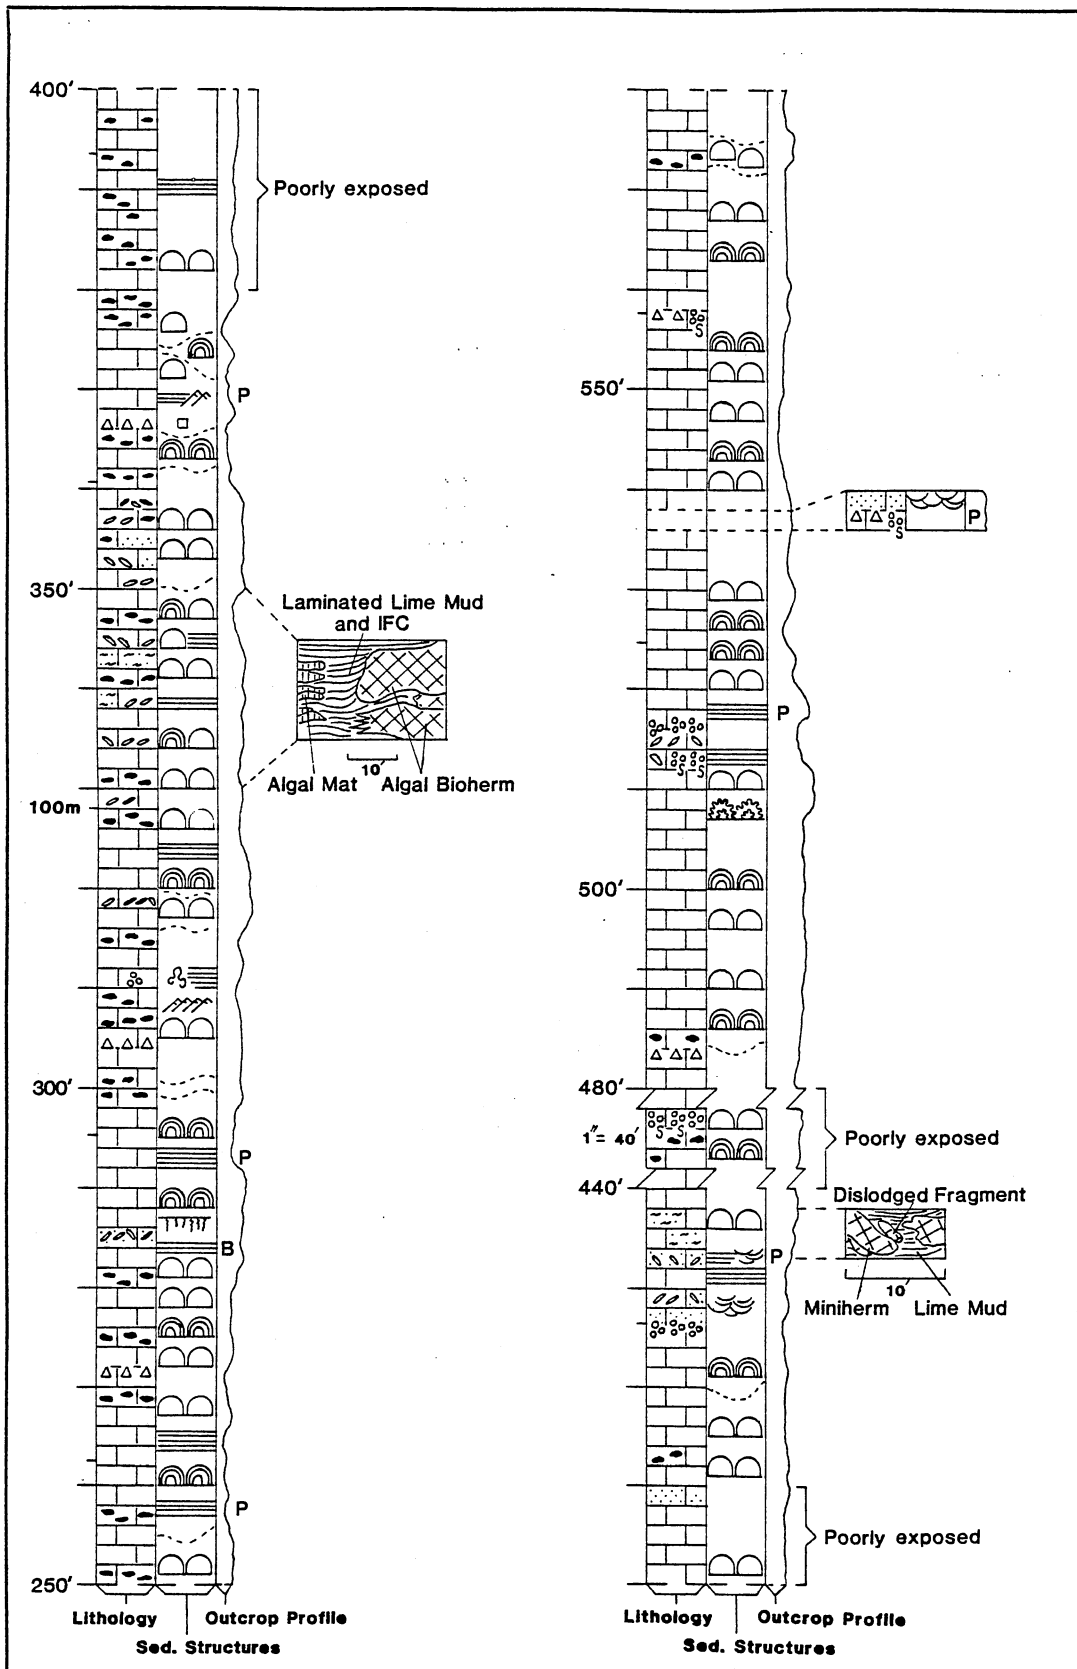 400'
Poorly exposed
P
350'
Laminated Lime Mud
and IFC
10'
Algal Mat Algal Bioherm
100m
300'
P
B
P
250'
Lithology Outcrop Profile
Sed. Structures
S
550'
P
S
P
S S
500'
480'
S S
1"= 40'
Poorly exposed
440'
Dislodged Fragment
P
10'
Miniherm Lime Mud
Poorly exposed
Lithology Outcrop Profile
Sed. Structures